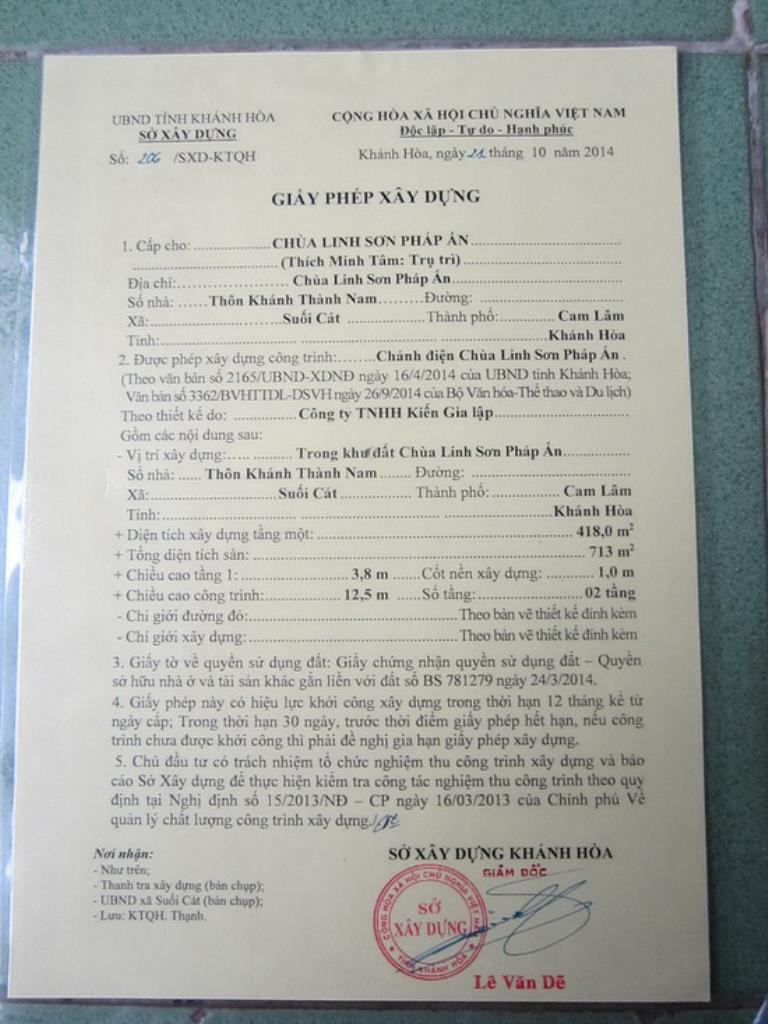 UBND TỈNH KHÁNH HÒA
SỞ XÂY DỰNG
Số: 206 /SXD-KTQH
CỘNG HÒA XÃ HỘI CHỦ NGHĨA VIỆT NAM
Độc lập - Tự do - Hạnh phúc
Khánh Hòa, ngày 21 tháng 10 năm 2014
GIẤY PHÉP XÂY DỰNG
1. Cấp cho: ................... CHÙA LINH SƠN PHÁP ẤN......................................
.....................................(Thích Minh Tâm: Trụ trì)........................................
Địa chỉ:............................ Chùa Linh Sơn Pháp Ấn...........................................
Số nhà: ...... Thôn Khánh Thành Nam.........Đường: ...................................
Xã:..................................Suối Cát ...................Thành phố:............... Cam Lâm
Tỉnh:................................... .............................................................Khánh Hòa
2. Được phép xây dựng công trình:.......Chánh điện Chùa Linh Sơn Pháp Ấn .
(Theo văn bản số 2165/UBND-XDNĐ ngày 16/4/2014 của UBND tỉnh Khánh Hòa;
Văn bản số 3362/BVHTTDL-DSVH ngày 26/9/2014 của Bộ Văn hóa-Thể thao và Du lịch)
Theo thiết kế do: ................Công ty TNHH Kiến Gia lập..................................
Gồm các nội dung sau:
- Vị trí xây dựng:..... .......... Trong khu đất Chùa Linh Sơn Pháp Ấn.................
Số nhà: ...... Thôn Khánh Thành Nam ........ Đường: ........................................
Xã:.................................Suối Cát .................. Thành phố: ................. Cam Lâm
Tỉnh:................................... ..............................................................Khánh Hòa
+ Diện tích xây dựng tầng một:.................................................................. 418,0 m²
+ Tổng diện tích sàn: .................................................................................. 713 m²
+ Chiều cao tầng 1:........................... 3,8 m .......Cốt nền xây dựng: ............ 1,0 m
+ Chiều cao công trình:.....................12,5 m ......Số tầng:......................... 02 tầng
- Chỉ giới đường đỏ:.....................................................Theo bản vẽ thiết kế đính kèm
- Chỉ giới xây dựng:.....................................................Theo bản vẽ thiết kế đính kèm
3. Giấy tờ về quyền sử dụng đất: Giấy chứng nhận quyền sử dụng đất – Quyền
sở hữu nhà ở và tài sản khác gắn liền với đất số BS 781279 ngày 24/3/2014.
4. Giấy phép này có hiệu lực khởi công xây dựng trong thời hạn 12 tháng kể từ
ngày cấp; Trong thời hạn 30 ngày, trước thời điểm giấy phép hết hạn, nếu công
trình chưa được khởi công thì phải đề nghị gia hạn giấy phép xây dựng.
5. Chủ đầu tư có trách nhiệm tổ chức nghiệm thu công trình xây dựng và báo
cáo Sở Xây dựng để thực hiện kiểm tra công tác nghiệm thu công trình theo quy
định tại Nghị định số 15/2013/NĐ – CP ngày 16/03/2013 của Chính phủ Về
quản lý chất lượng công trình xây dựng./.
Nơi nhận:
- Như trên;
- Thanh tra xây dựng (bản chụp);
- UBND xã Suối Cát (bản chụp);
- Lưu: KTQH. Thạnh.
SỞ XÂY DỰNG KHÁNH HÒA
GIÁM ĐỐC
CỘNG HÒA XÃ HỘI CHỦ NGHĨA VIỆT NAM
SỞ
XÂY DỰNG
TỈNH KHÁNH HÒA
Lê Văn Dẽ